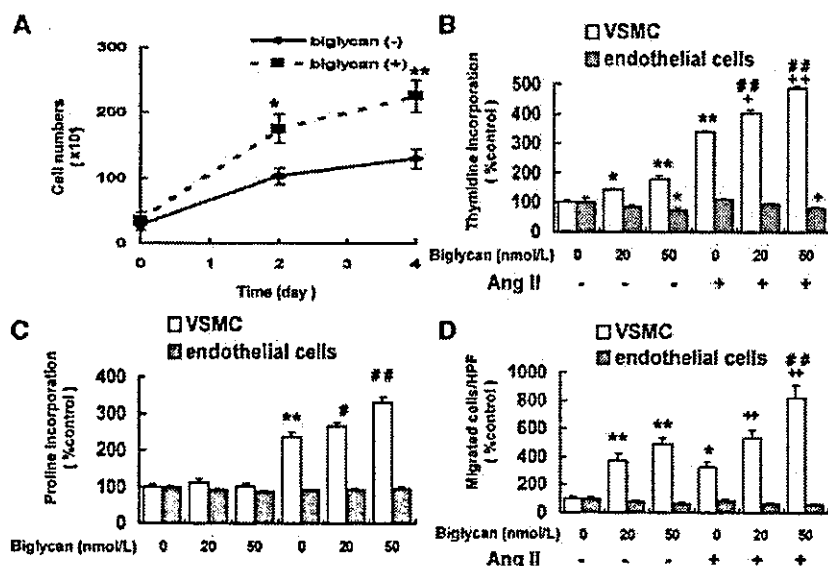 A
biglycan (-)
biglycan (+)
300
200
100
0
Cell numbers
*
**
0 1 2 3 4
Time (day)
B
VSMC
endothelial cells
500
400
300
200
100
0
Thymidine incorporation
( %control )
* ** * ** ## + ## ++ *
Biglycan (nmol/L) 0 20 50 0 20 50
Ang II - - - + + +
C
VSMC
endothelial cells
400
300
200
100
0
Proline incorporation
( %control )
** # ##
Biglycan (nmol/L) 0 20 50 0 20 50
D
VSMC
endothelial cells
1000
800
600
400
200
0
Migrated cells/HPF
( %control )
** ** * ++ ## ++
Biglycan (nmol/L) 0 20 50 0 20 50
Ang II - - - + + +